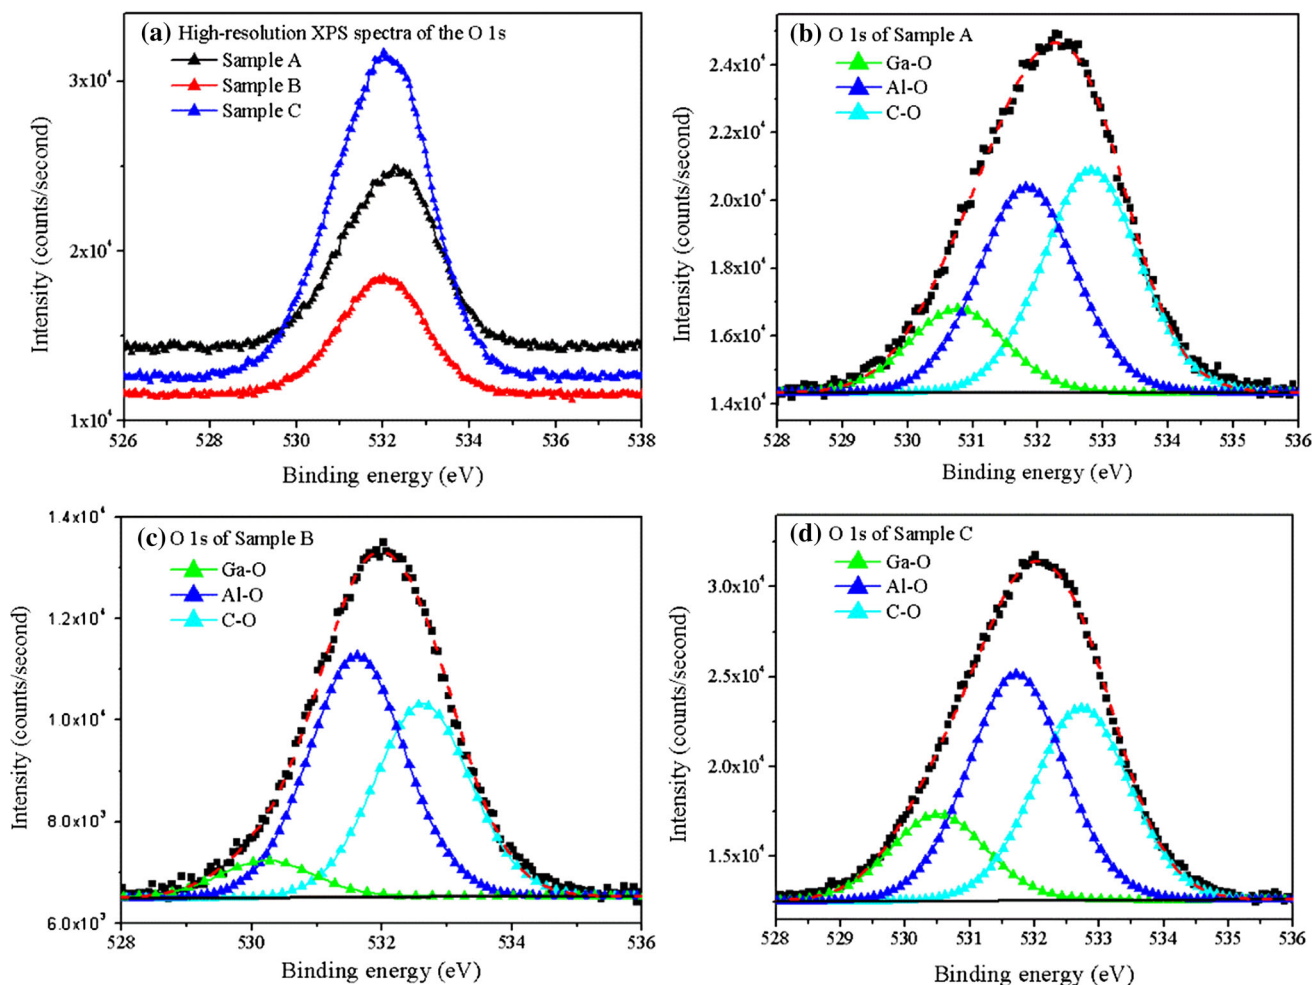 (a) High-resolution XPS spectra of the O 1s
Sample A
Sample B
Sample C
3x10⁴
2x10⁴
1x10⁴
Intensity (counts/second)
526 528 530 532 534 536 538
Binding energy (eV)
(b) O 1s of Sample A
Ga-O
Al-O
C-O
2.4x10⁴
2.2x10⁴
2.0x10⁴
1.8x10⁴
1.6x10⁴
1.4x10⁴
Intensity (counts/second)
528 529 530 531 532 533 534 535 536
Binding energy (eV)
(c) O 1s of Sample B
Ga-O
Al-O
C-O
1.4x10⁴
1.2x10⁴
1.0x10⁴
8.0x10³
6.0x10³
Intensity (counts/second)
528 530 532 534 536
Binding energy (eV)
(d) O 1s of Sample C
Ga-O
Al-O
C-O
3.0x10⁴
2.5x10⁴
2.0x10⁴
1.5x10⁴
Intensity (counts/second)
528 529 530 531 532 533 534 535 536
Binding energy (eV)